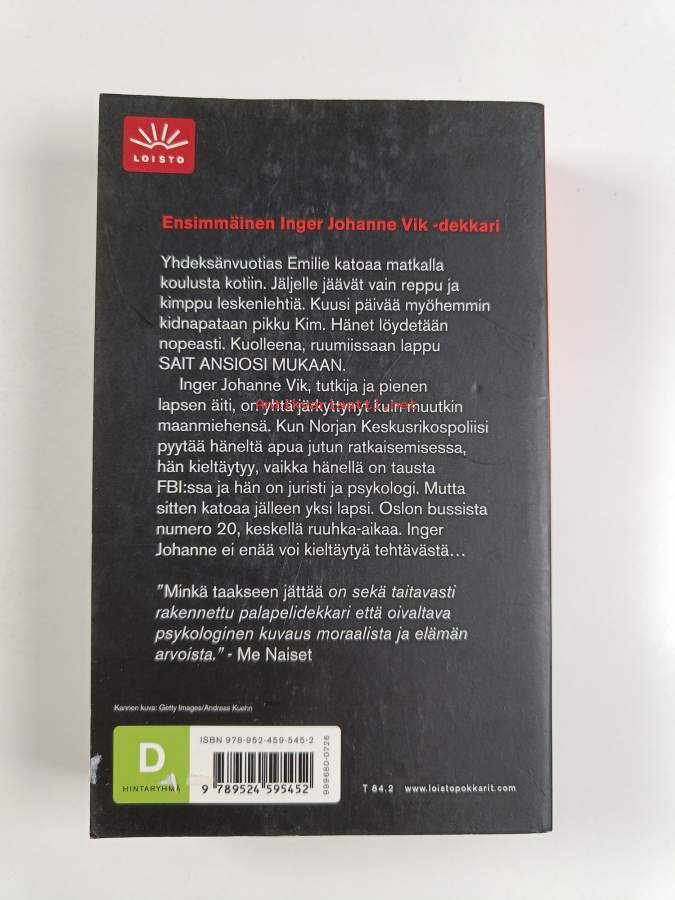 LOISTO
Ensimmäinen Inger Johanne Vik -dekkari
Yhdeksänvuotias Emilie katoaa matkalla
koulusta kotiin. Jäljelle jäävät vain reppu ja
kimppu leskenlehtiä. Kuusi päivää myöhemmin
kidnapataan pikku Kim. Hänet löydetään
nopeasti. Kuolleena, ruumiissaan lappu
SAIT ANSIOSI MUKAAN.
Inger Johanne Vik, tutkija ja pienen
lapsen äiti, on yhtä järkyttynyt kuin muutkin
Antikvariaatti.net
maanmiehensä. Kun Norjan Keskusrikospoliisi
pyytää häneltä apua jutun ratkaisemisessa,
hän kieltäytyy, vaikka hänellä on tausta
FBI:ssa ja hän on juristi ja psykologi. Mutta
sitten katoaa jälleen yksi lapsi. Oslon bussista
numero 20, keskellä ruuhka-aikaa. Inger
Johanne ei enää voi kieltäytyä tehtävästä...
"Minkä taakseen jättää on sekä taitavasti
rakennettu palapelidekkari että oivaltava
psykologinen kuvaus moraalista ja elämän
arvoista." - Me Naiset
Kannen kuva: Getty Images/Andreas Kuehn
D
HINTARYHMÄ
ISBN 978-952-459-545-2
9 789524 595452
999680-0726
T 84.2 www.loistopokkarit.com